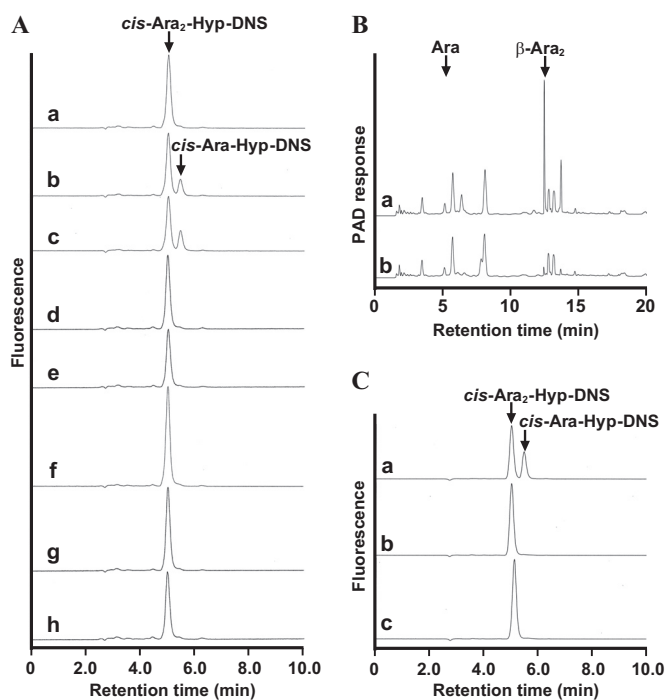 A
cis-Ara₂-Hyp-DNS
a
cis-Ara-Hyp-DNS
b
c
d
e
f
g
h
Fluorescence
0 2.0 4.0 6.0 8.0 10.0
Retention time (min)
B
Ara β-Ara₂
a
b
PAD response
0 5 10 15 20
Retention time (min)
C
cis-Ara₂-Hyp-DNS
cis-Ara-Hyp-DNS
a
b
c
Fluorescence
0 2.0 4.0 6.0 8.0 10.0
Retention time (min)